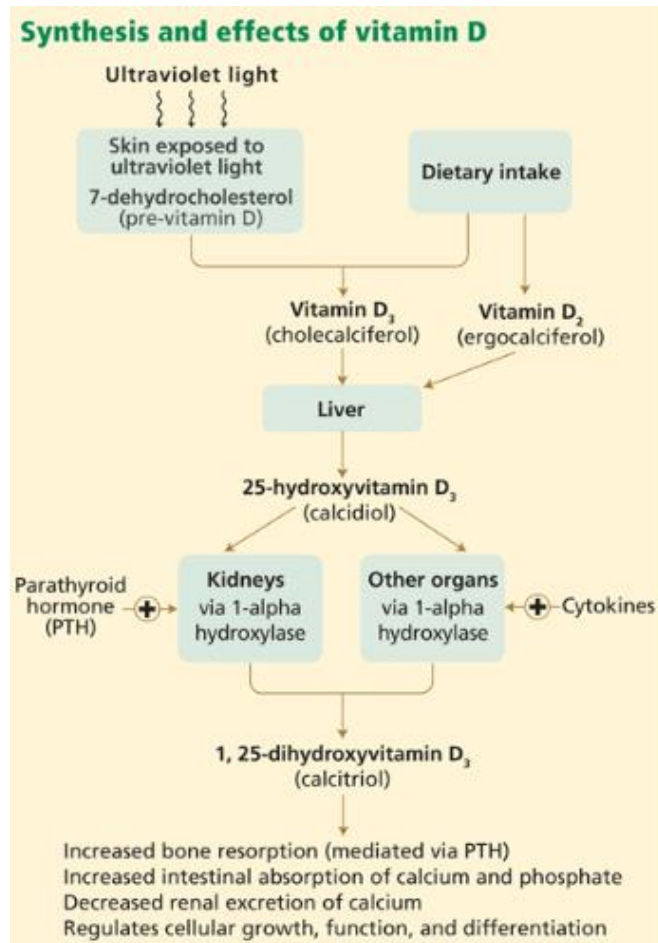 Synthesis and effects of vitamin D
Ultraviolet light
Skin exposed to
ultraviolet light
7-dehydrocholesterol
(pre-vitamin D)
Dietary intake
Vitamin D₃
(cholecalciferol)
Vitamin D₂
(ergocalciferol)
Liver
25-hydroxyvitamin D₃
(calcidiol)
Parathyroid
hormone
(PTH)
+
Kidneys
via 1-alpha
hydroxylase
Other organs
via 1-alpha
hydroxylase
+
Cytokines
1, 25-dihydroxyvitamin D₃
(calcitriol)
Increased bone resorption (mediated via PTH)
Increased intestinal absorption of calcium and phosphate
Decreased renal excretion of calcium
Regulates cellular growth, function, and differentiation